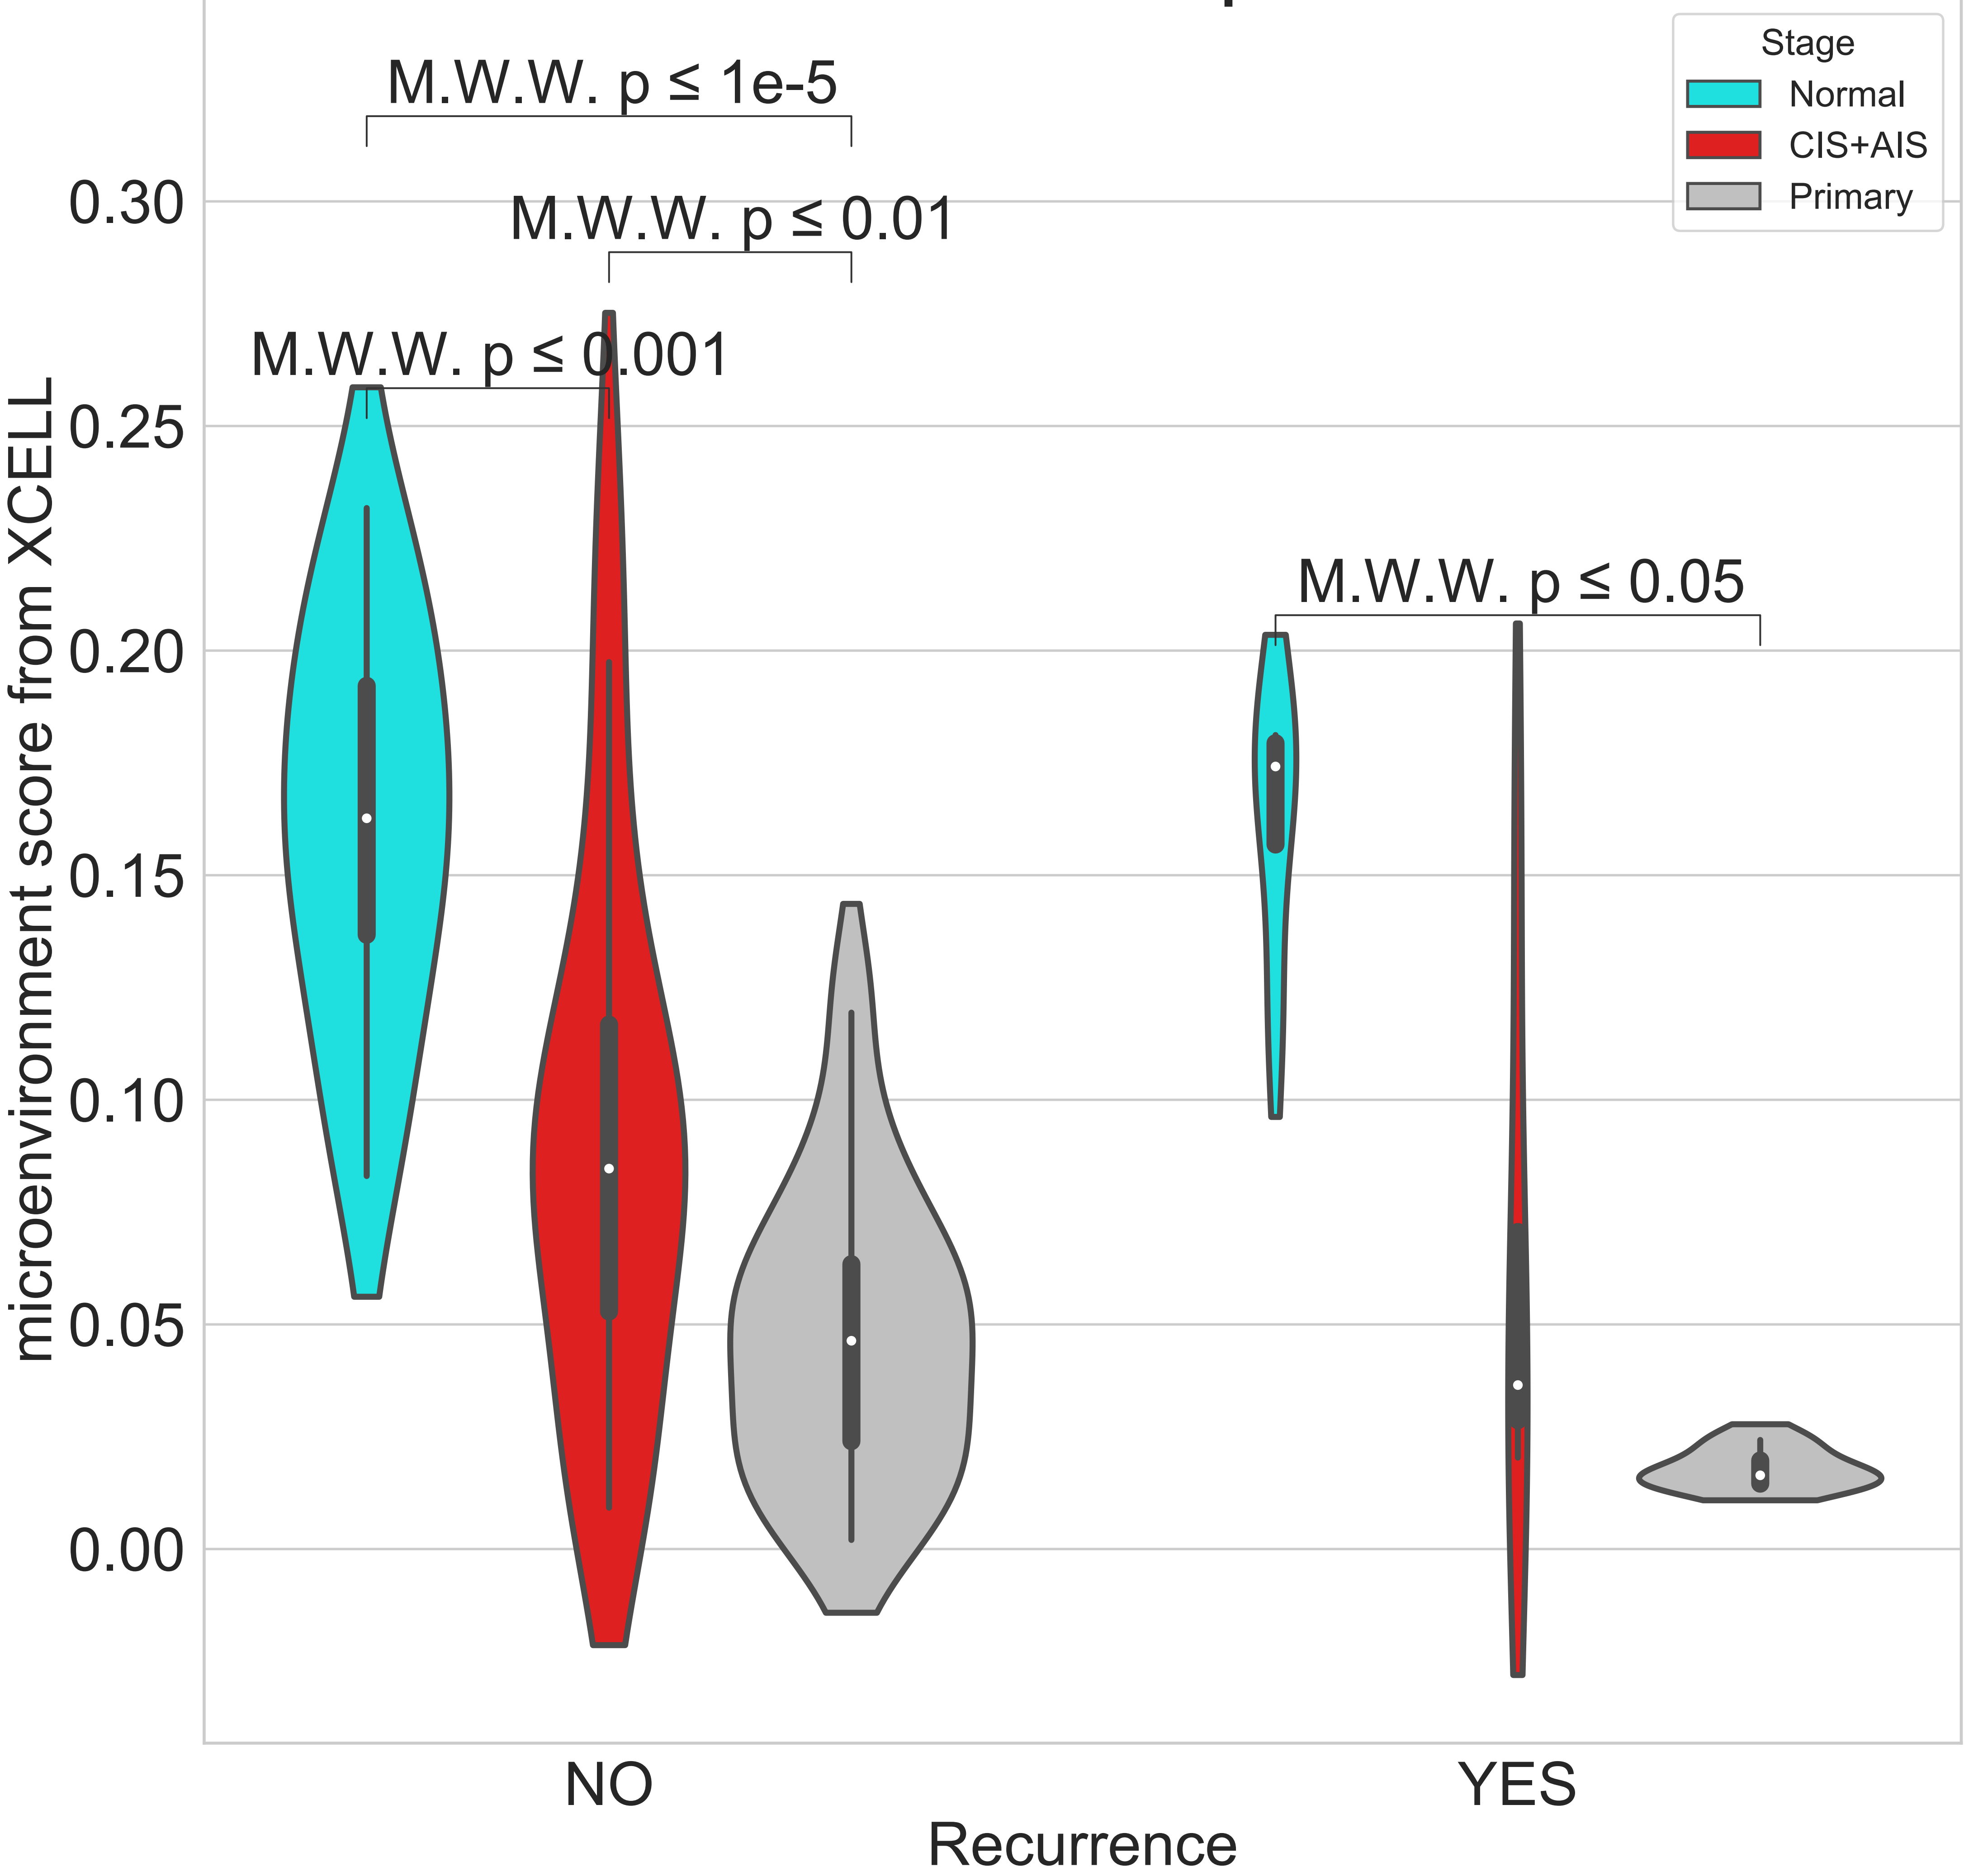 Stage
Normal
CIS+AIS
Primary
M.W.W. p ≤ 1e-5
M.W.W. p ≤ 0.01
M.W.W. p ≤ 0.001
M.W.W. p ≤ 0.05
microenvironment score from XCELL
0.30
0.25
0.20
0.15
0.10
0.05
0.00
NO
YES
Recurrence